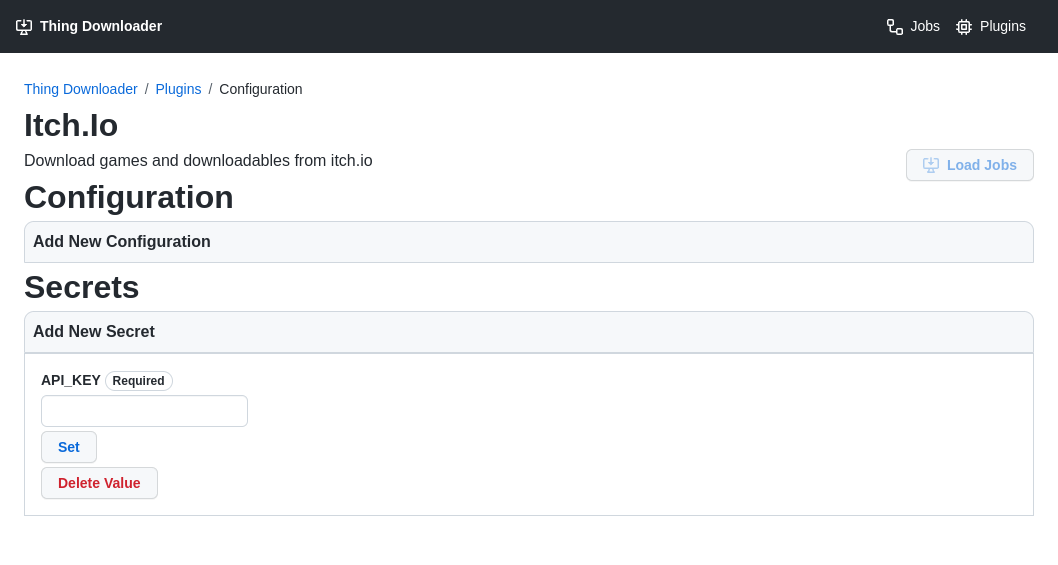 Thing Downloader Jobs Plugins
Thing Downloader / Plugins / Configuration
Itch.Io
Download games and downloadables from itch.io
Load Jobs
Configuration
Add New Configuration
Secrets
Add New Secret
API_KEY Required
Set
Delete Value